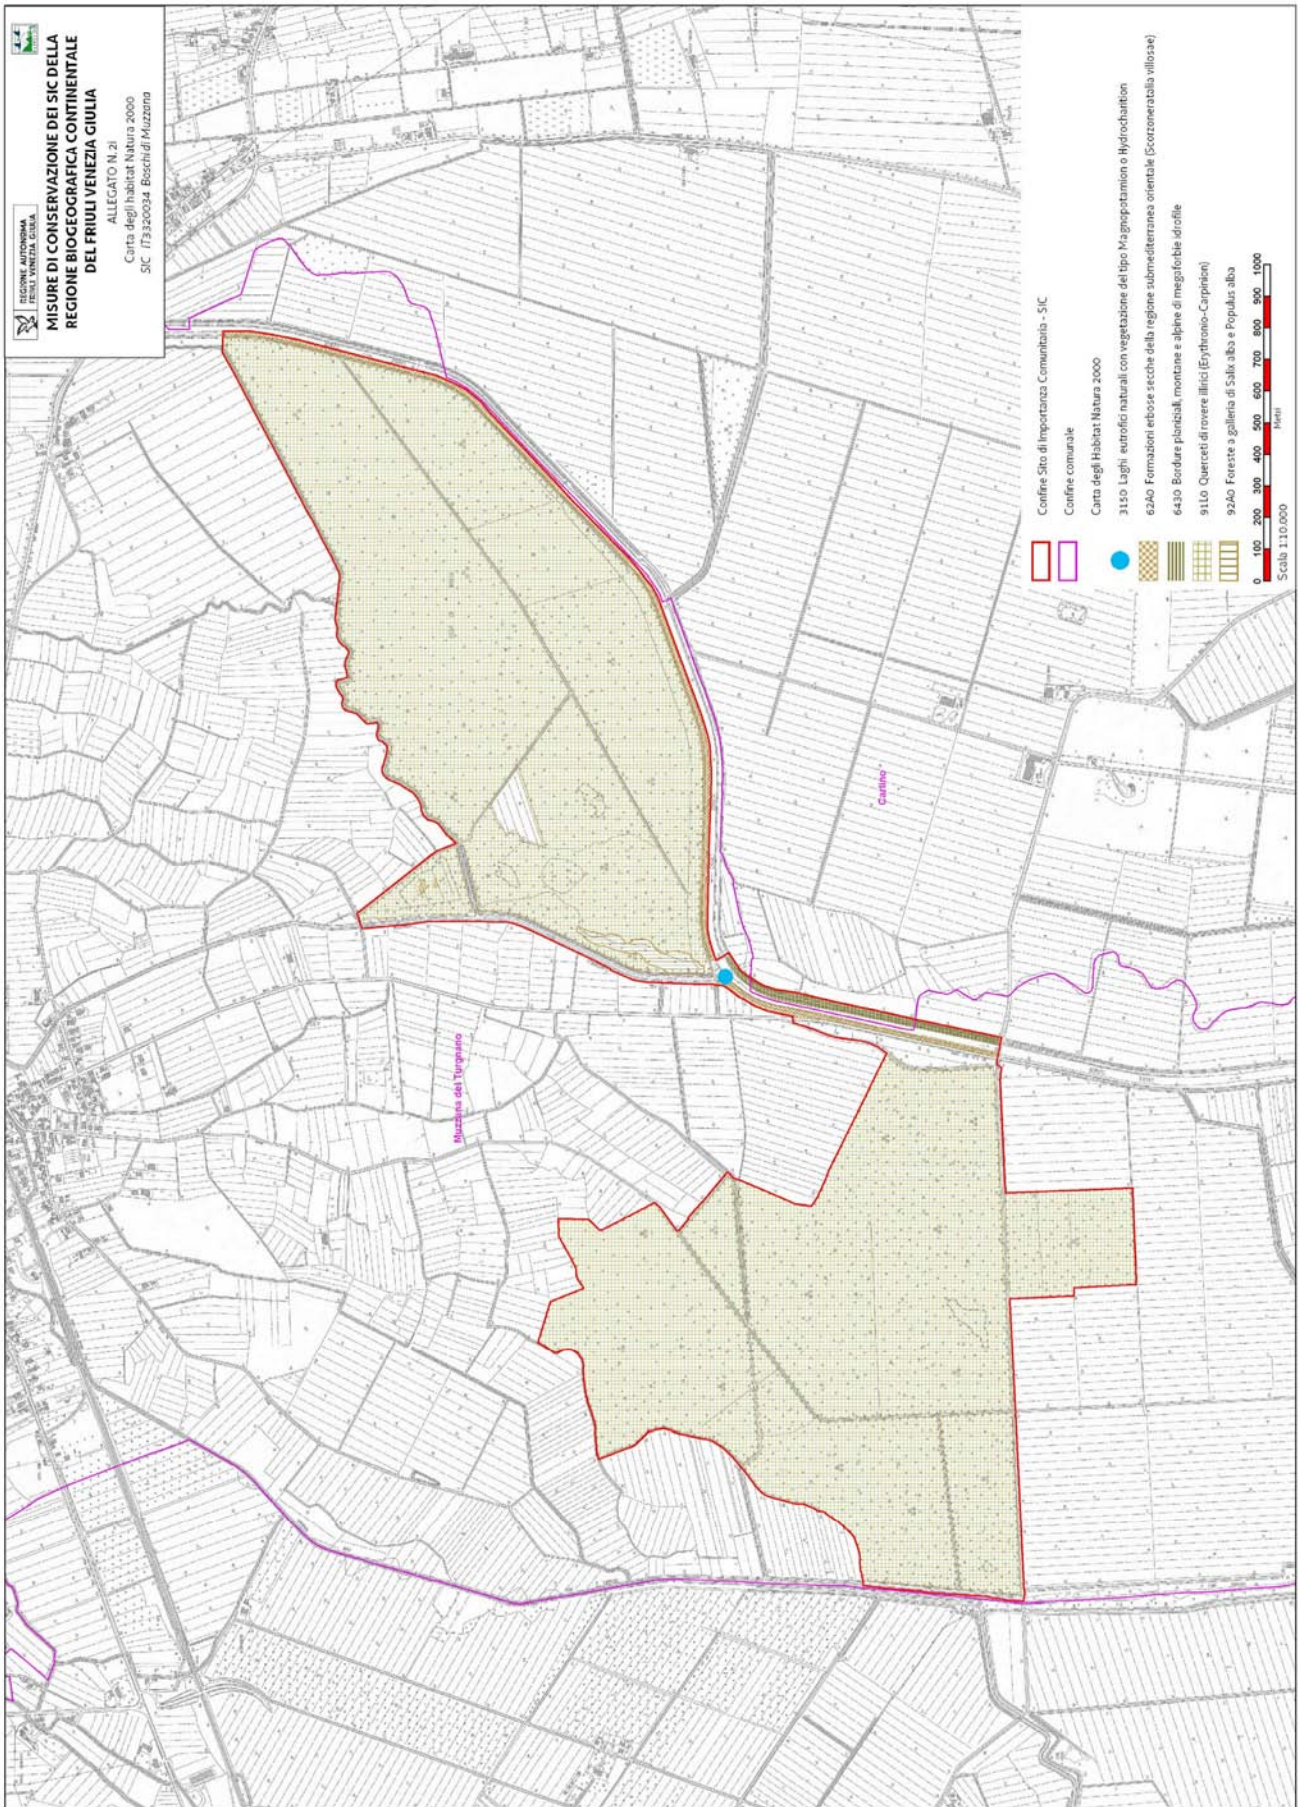 REGIONE AUTONOMA
FRIULI VENEZIA GIULIA
MISURE DI CONSERVAZIONE DEI SIC DELLA
REGIONE BIOGEOGRAFICA CONTINENTALE
DEL FRIULI VENEZIA GIULIA
ALLEGATO N.2i
Carta degli habitat Natura 2000
SIC IT3320034 Boschi di Muzzana
Muzzana del Turgnano
Carlino
Confine Sito di Importanza Comunitaria - SIC
Confine comunale
Carta degli Habitat Natura 2000
3150 Laghi eutrofici naturali con vegetazione del tipo Magnopotamion o Hydrocharition
62A0 Formazioni erbose secche della regione submediterranea orientale (Scorzoneratalia villosae)
6430 Bordure planiziali, montane e alpine di megaforbie idrofile
91L0 Querceti di rovere illirici (Erythronio-Carpinion)
92A0 Foreste a galleria di Salix alba e Populus alba
0 100 200 300 400 500 600 700 800 900 1000
Metri
Scala 1:10.000